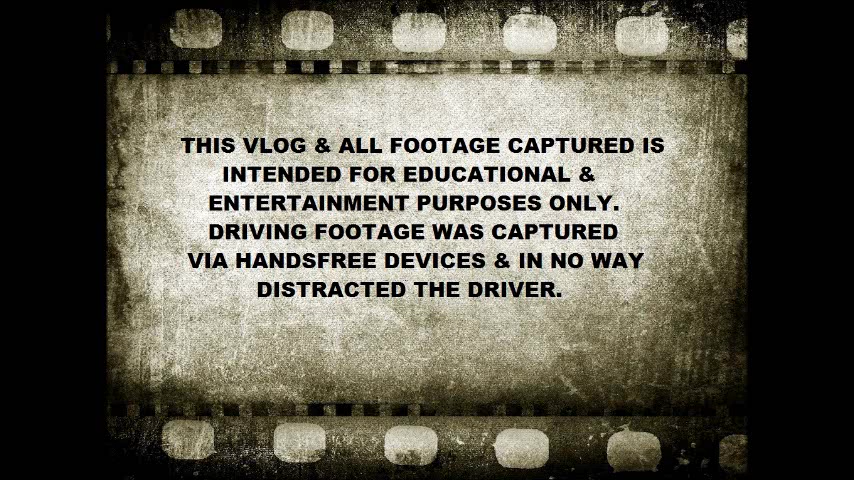 THIS VLOG & ALL FOOTAGE CAPTURED IS
INTENDED FOR EDUCATIONAL &
ENTERTAINMENT PURPOSES ONLY.
DRIVING FOOTAGE WAS CAPTURED
VIA HANDSFREE DEVICES & IN NO WAY
DISTRACTED THE DRIVER.